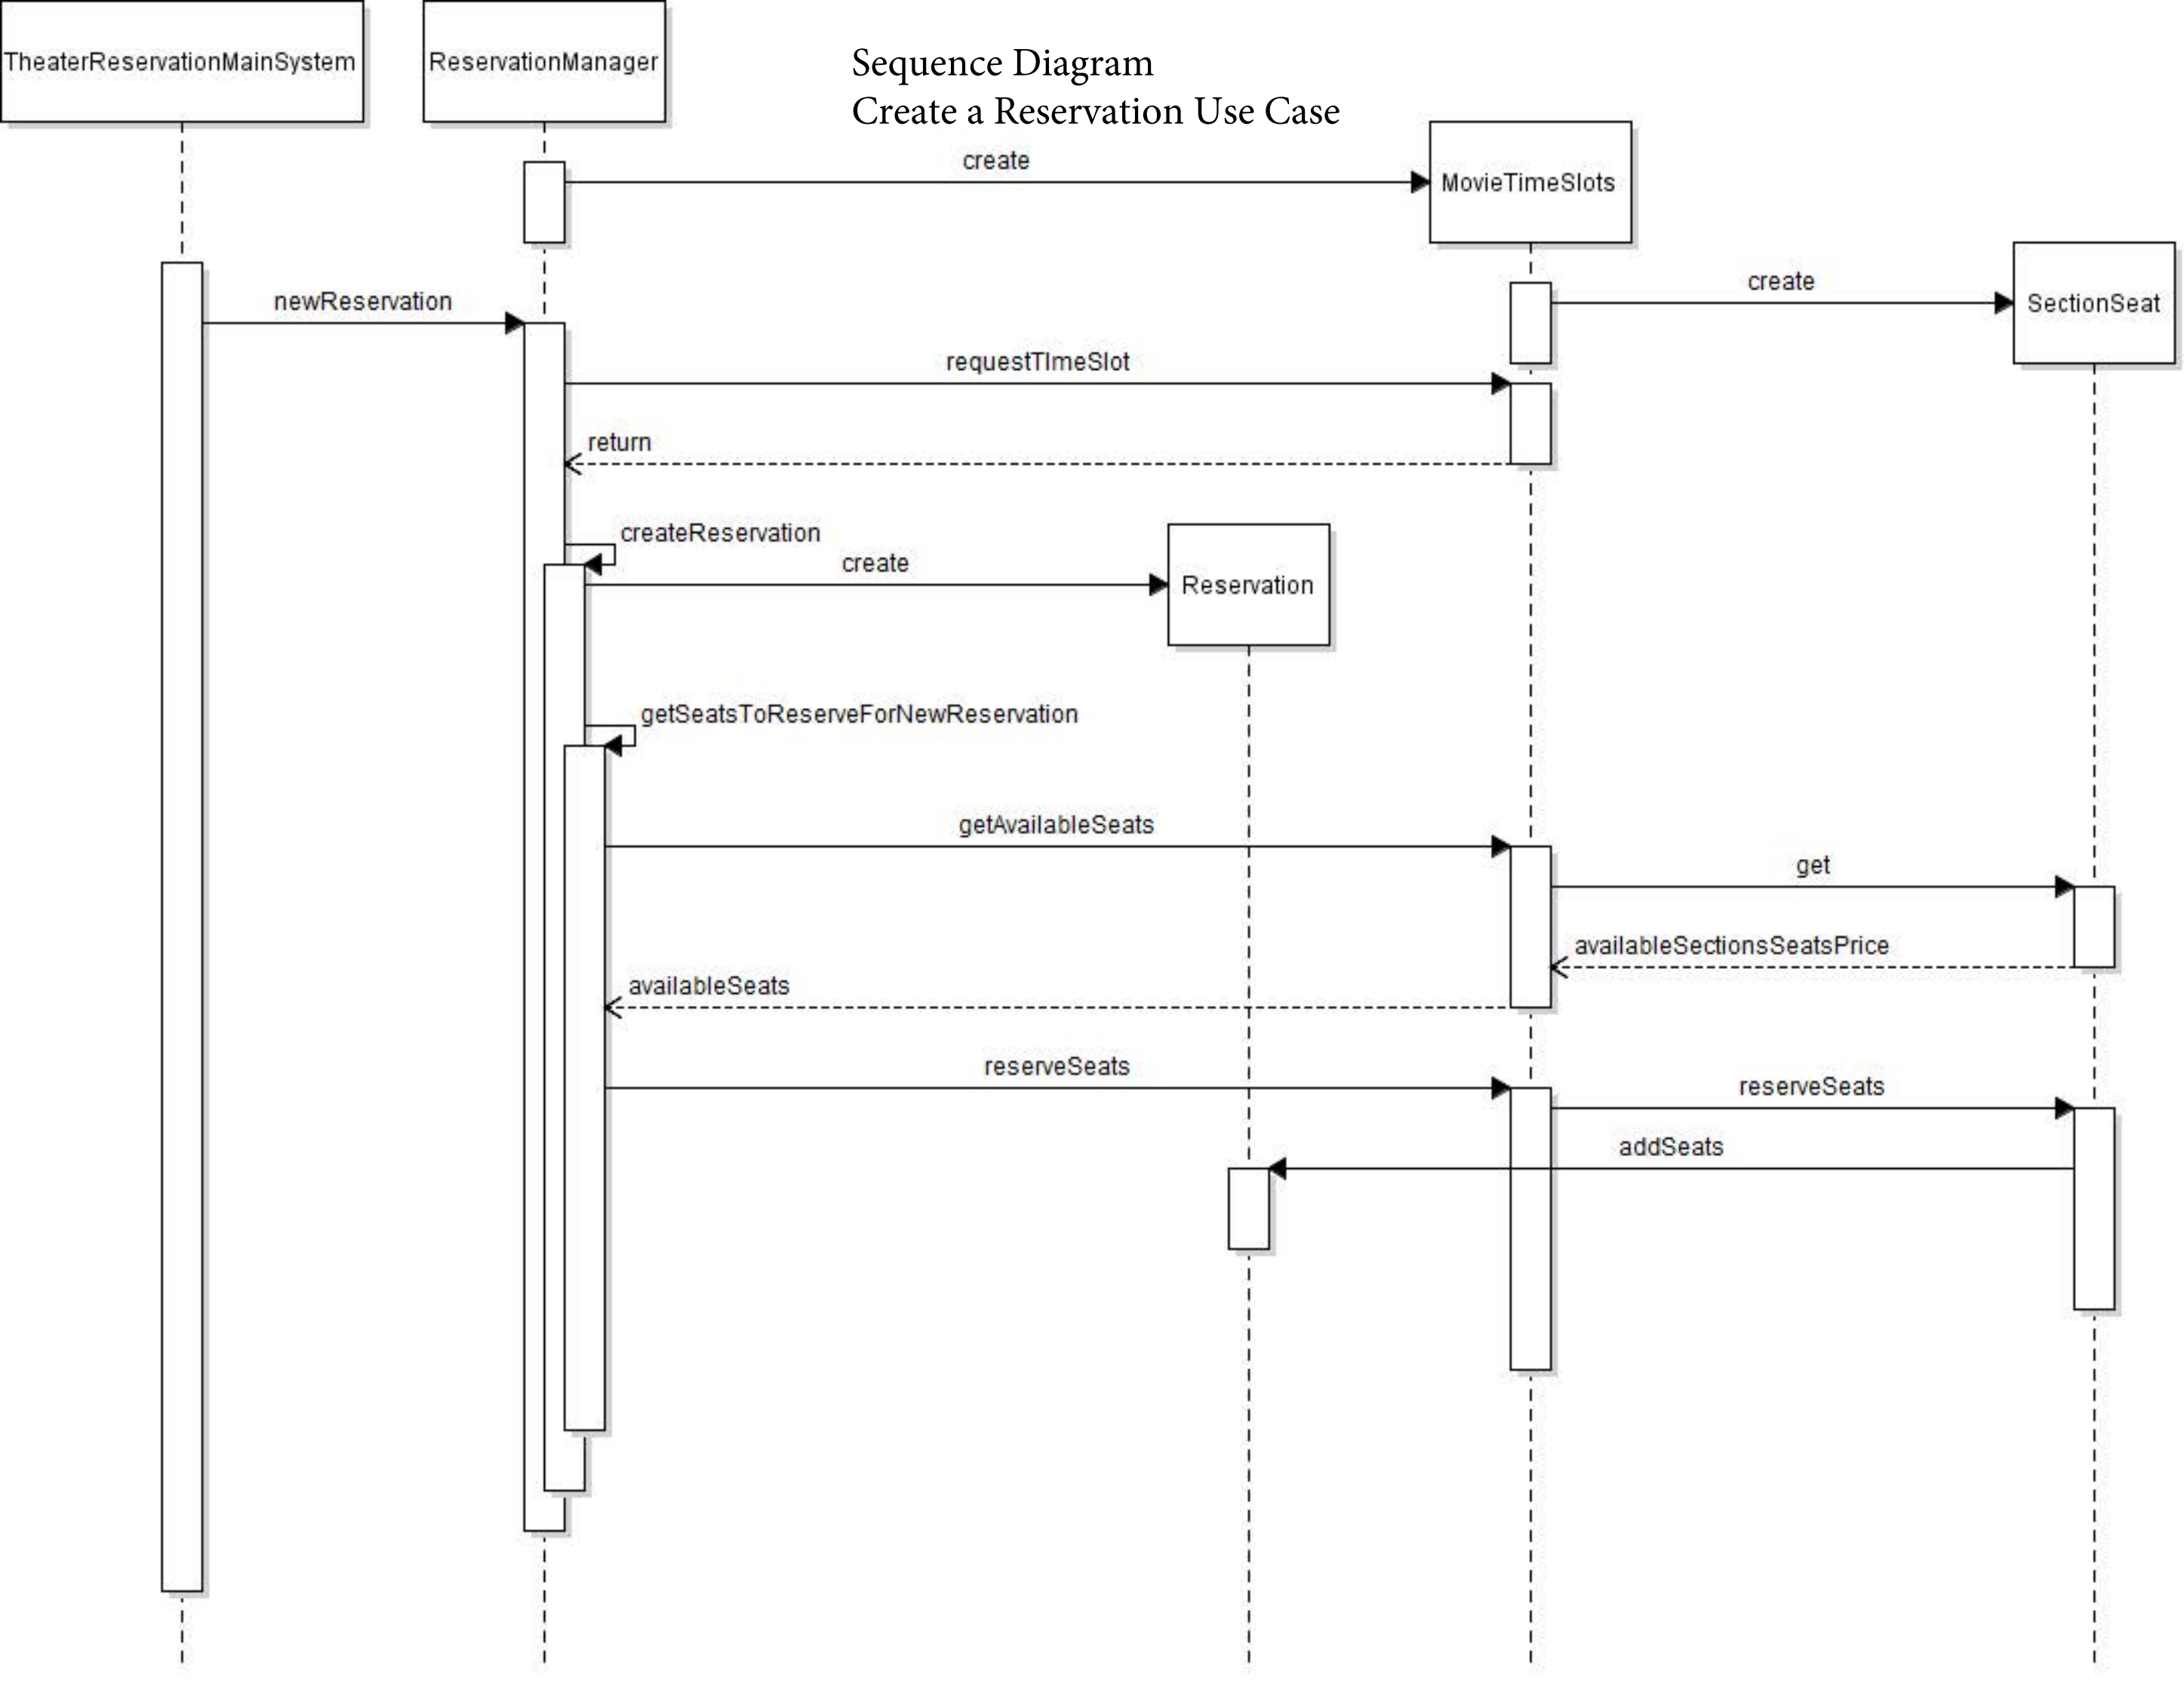 TheaterReservationMainSystem
ReservationManager
Sequence Diagram
Create a Reservation Use Case
create
MovieTimeSlots
create
SectionSeat
newReservation
requestTImeSlot
return
createReservation
create
Reservation
getSeatsToReserveForNewReservation
getAvailableSeats
get
availableSectionsSeatsPrice
availableSeats
reserveSeats
reserveSeats
addSeats